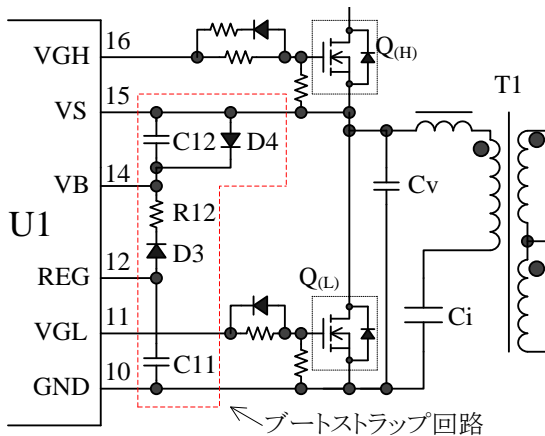 16
VGH
Q(H)
15
VS
T1
C12
D4
14
VB
Cv
R12
U1
D3
12
REG
Q(L)
11
VGL
Ci
C11
10
GND
ブートストラップ回路